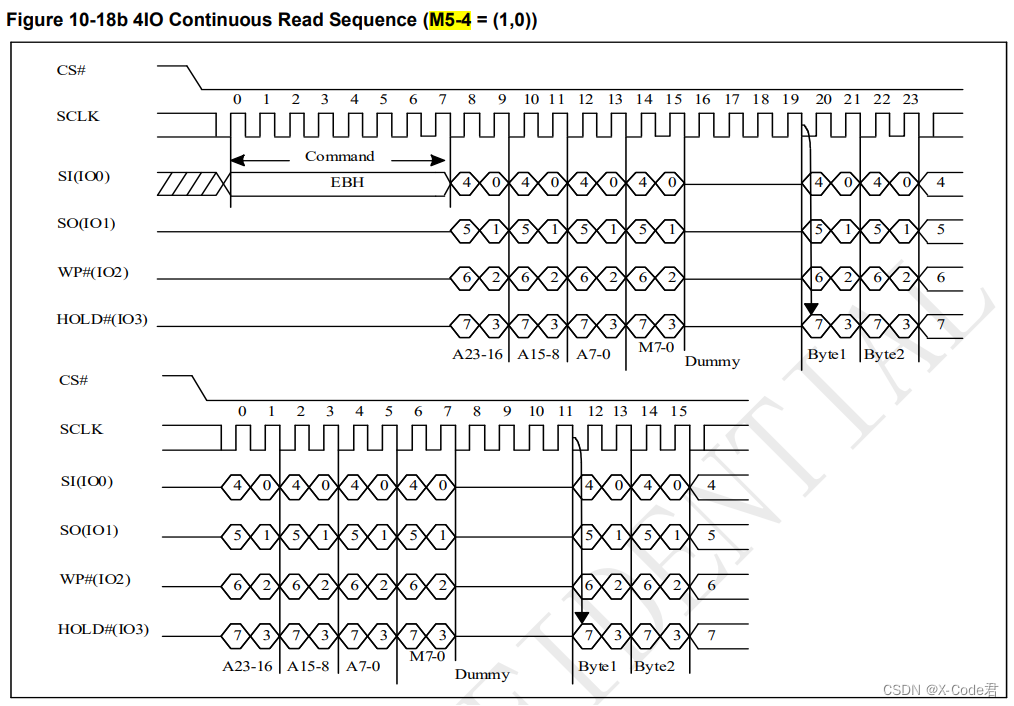 Figure 10-18b 4IO Continuous Read Sequence (M5-4 = (1,0))
CS#
0 1 2 3 4 5 6 7 8 9 10 11 12 13 14 15 16 17 18 19 20 21 22 23
SCLK
Command
SI(IO0) EBH 4 0 4 0 4 0 4 0 4 0 4 0 4
SO(IO1) 5 1 5 1 5 1 5 1 5 1 5 1 5
WP#(IO2) 6 2 6 2 6 2 6 2 6 2 6 2 6
HOLD#(IO3) 7 3 7 3 7 3 7 3 7 3 7 3 7
A23-16 A15-8 A7-0 M7-0 Dummy Byte1 Byte2
CS#
0 1 2 3 4 5 6 7 8 9 10 11 12 13 14 15
SCLK
SI(IO0) 4 0 4 0 4 0 4 0 4 0 4 0 4
SO(IO1) 5 1 5 1 5 1 5 1 5 1 5 1 5
WP#(IO2) 6 2 6 2 6 2 6 2 6 2 6 2 6
HOLD#(IO3) 7 3 7 3 7 3 7 3 7 3 7 3 7
A23-16 A15-8 A7-0 M7-0 Dummy Byte1 Byte2
FIDENTIAL
CSDN @X-Code君